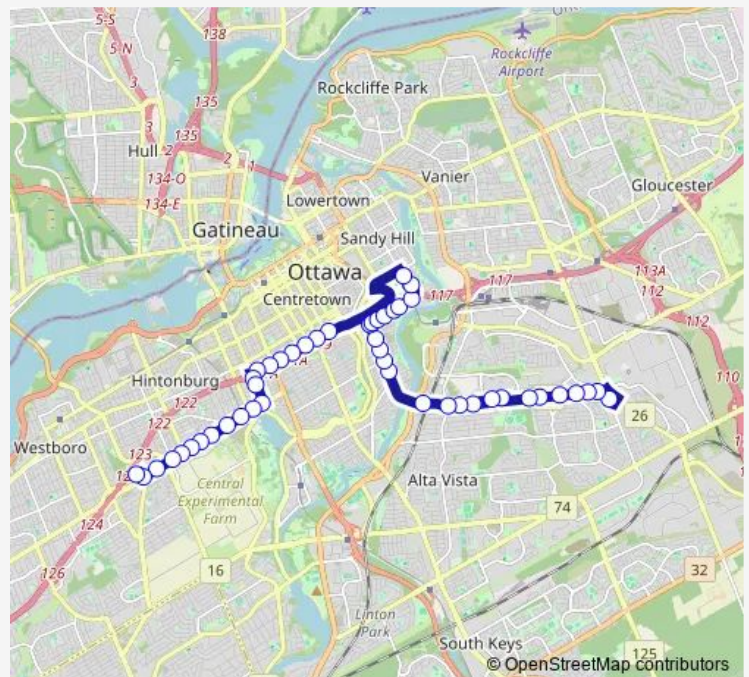 5-S
5-N
138
3
135
3
135
Hull
2
2
1
134-O
134-E
Rockcliffe
Airport
Rockcliffe Park
Vanier
Gloucester
Lowertown
Gatineau
Sandy Hill
Ottawa
117
117
113A
Centretown
112
112
110
Hintonburg
122
122
26
Westboro
123
124
Central
Experimental
Farm
Alta Vista
74
126
16
32
Linton
Park
South Keys
125
© OpenStreetMap contributors